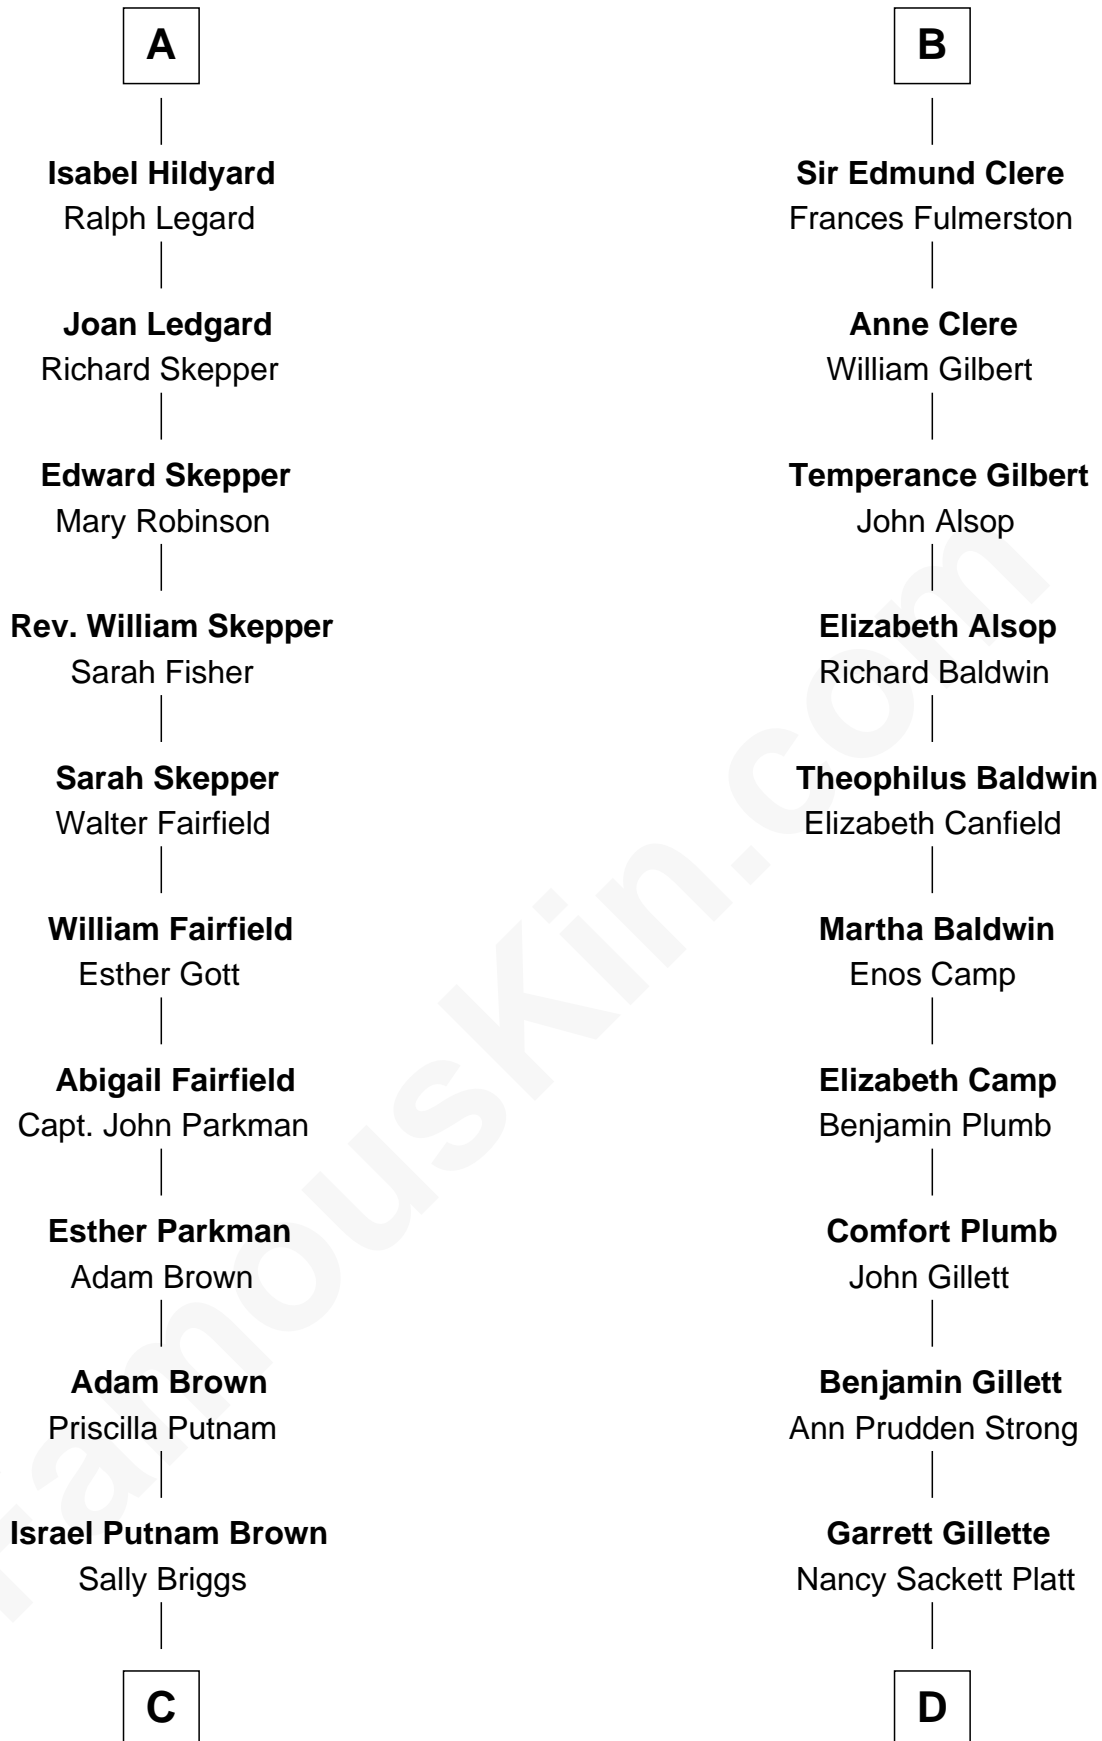 A
Isabel Hildyard
Ralph Legard
Joan Ledgard
Richard Skepper
Edward Skepper
Mary Robinson
Rev. William Skepper
Sarah Fisher
Sarah Skepper
Walter Fairfield
William Fairfield
Esther Gott
Abigail Fairfield
Capt. John Parkman
Esther Parkman
Adam Brown
Adam Brown
Priscilla Putnam
Israel Putnam Brown
Sally Briggs
C
B
Sir Edmund Clere
Frances Fulmerston
Anne Clere
William Gilbert
Temperance Gilbert
John Alsop
Elizabeth Alsop
Richard Baldwin
Theophilus Baldwin
Elizabeth Canfield
Martha Baldwin
Enos Camp
Elizabeth Camp
Benjamin Plumb
Comfort Plumb
John Gillett
Benjamin Gillett
Ann Prudden Strong
Garrett Gillette
Nancy Sackett Platt
D
FamousKin.com